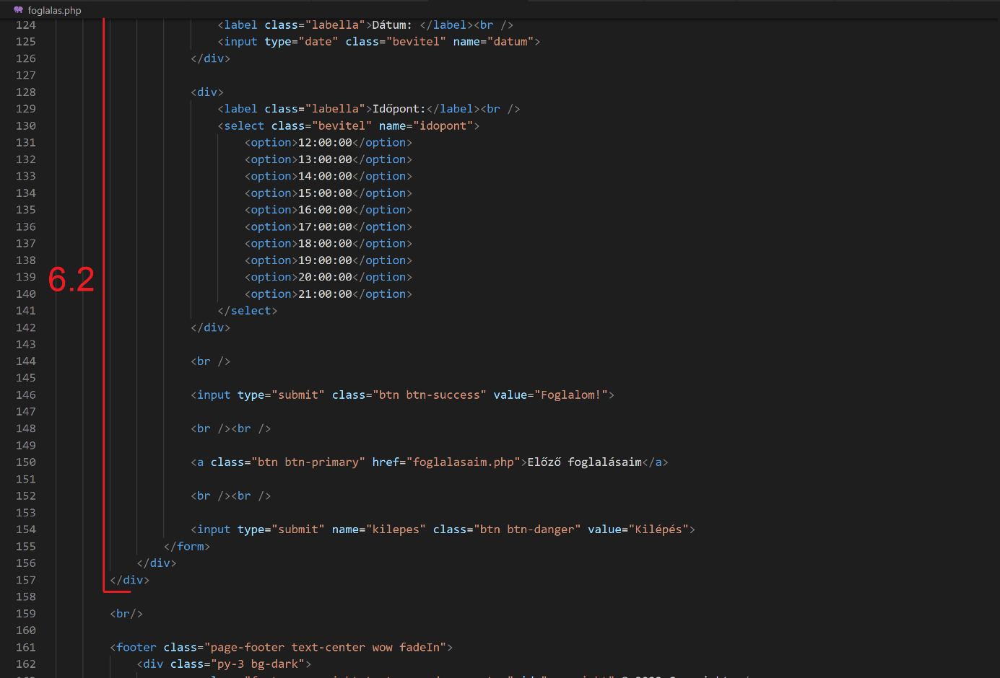 foglalas.php
124 <label class="labella">Dátum: </label><br />
125 <input type="date" class="bevitel" name="datum">
126 </div>
127
128 <div>
129 <label class="labella">Időpont:</label><br />
130 <select class="bevitel" name="idopont">
131 <option>12:00:00</option>
132 <option>13:00:00</option>
133 <option>14:00:00</option>
134 <option>15:00:00</option>
135 <option>16:00:00</option>
136 <option>17:00:00</option>
137 <option>18:00:00</option>
138 <option>19:00:00</option>
6.2
139 <option>20:00:00</option>
140 <option>21:00:00</option>
141 </select>
142 </div>
143
144 <br />
145
146 <input type="submit" class="btn btn-success" value="Foglalom!">
147
148 <br /><br />
149
150 <a class="btn btn-primary" href="foglalasaim.php">Előző foglalásaim</a>
151
152 <br /><br />
153
154 <input type="submit" name="kilepes" class="btn btn-danger" value="Kilépés">
155 </form>
156 </div>
157 </div>
158
159 <br/>
160
161 <footer class="page-footer text-center wow fadeIn">
162 <div class="py-3 bg-dark">